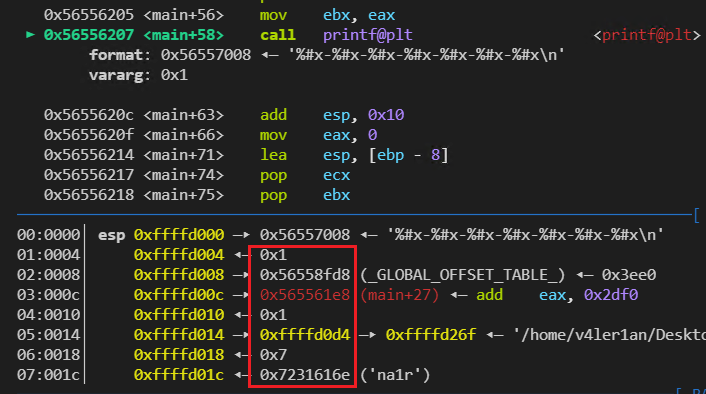 0x56556205 <main+56> mov ebx, eax
► 0x56556207 <main+58> call printf@plt <printf@plt>
format: 0x56557008 ◂— '%#x-%#x-%#x-%#x-%#x-%#x-%#x\n'
vararg: 0x1
0x5655620c <main+63> add esp, 0x10
0x5655620f <main+66> mov eax, 0
0x56556214 <main+71> lea esp, [ebp - 8]
0x56556217 <main+74> pop ecx
0x56556218 <main+75> pop ebx
00:0000│ esp 0xffffd000 —▸ 0x56557008 ◂— '%#x-%#x-%#x-%#x-%#x-%#x-%#x\n'
01:0004│ 0xffffd004 ◂— 0x1
02:0008│ 0xffffd008 —▸ 0x56558fd8 (_GLOBAL_OFFSET_TABLE_) ◂— 0x3ee0
03:000c│ 0xffffd00c —▸ 0x565561e8 (main+27) ◂— add eax, 0x2df0
04:0010│ 0xffffd010 ◂— 0x1
05:0014│ 0xffffd014 —▸ 0xffffd0d4 —▸ 0xffffd26f ◂— '/home/v4ler1an/Deskto
06:0018│ 0xffffd018 ◂— 0x7
07:001c│ 0xffffd01c ◂— 0x7231616e ('na1r')